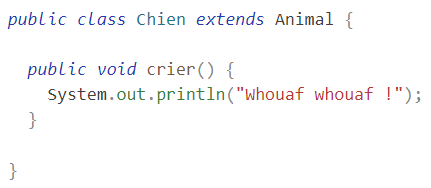 public class Chien extends Animal {
public void crier() {
System.out.println("Whouaf whouaf !");
}
}